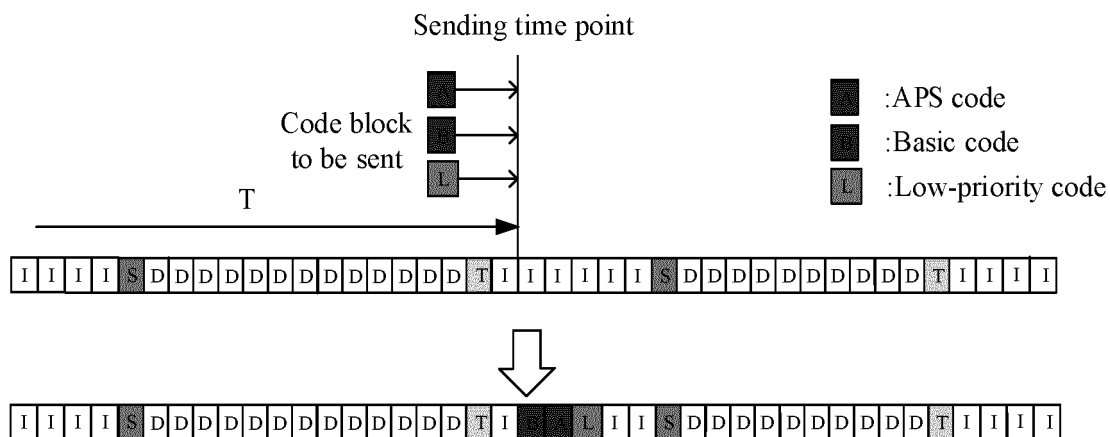 Sending time point
A
B
L
Code block
to be sent
A :APS code
B :Basic code
L :Low-priority code
T
I I I I S D D D D D D D D D D D D T I I I I I I S D D D D D D D D D T I I I I
I I I I S D D D D D D D D D D D D T I B A L I I S D D D D D D D D D T I I I I